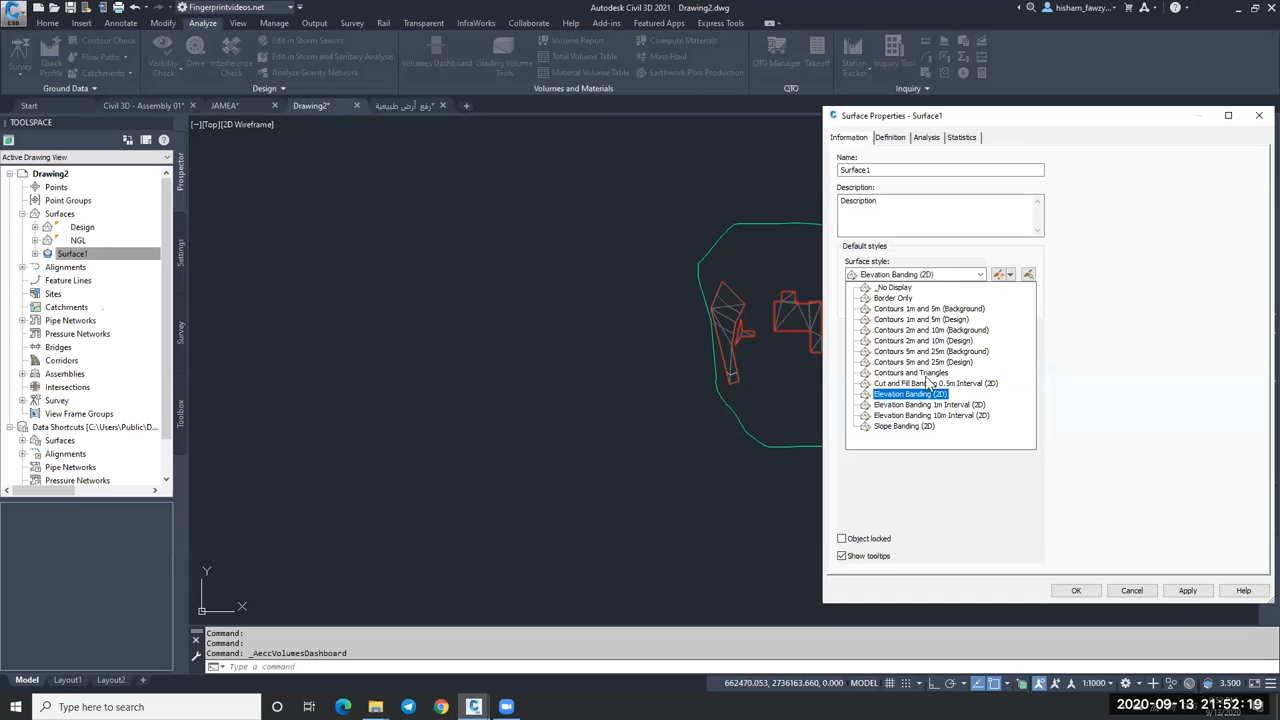 Fingerprintvideos.net
Autodesk Civil 3D 2021 Drawing2.dwg
hisham_fawzy...
Home Insert Annotate Modify Analyze View Manage Output Survey Rail Transparent InfraWorks Collaborate Help Add-ins Featured Apps Express Tools
Survey
Quick Profile
Contour Check
Flow Paths
Catchments
Ground Data
Visibility Check
Drive
Interference Check
Edit in Storm Sewers
Edit in Storm and Sanitary Analysis
Analyze Gravity Network
Design
Volumes Dashboard
Grading Volume Tools
Volume Report
Total Volume Table
Material Volume Table
Compute Materials
Mass Haul
Earthwork Plan Production
Volumes and Materials
QTO Manager
Takeoff
QTO
Station Tracker
Inquiry Tool
Inquiry
Start Civil 3D - Assembly 01* JAMEA* Drawing2* رفع أرض طبيعية*
TOOLSPACE
Active Drawing View
Drawing2
Points
Point Groups
Surfaces
Design
NGL
Surface1
Alignments
Feature Lines
Sites
Catchments
Pipe Networks
Pressure Networks
Bridges
Corridors
Assemblies
Intersections
Survey
View Frame Groups
Data Shortcuts [C:\Users\Public\D...
Surfaces
Alignments
Pipe Networks
Pressure Networks
Prospector
Settings
Survey
Toolbox
[−][Top][2D Wireframe]
Surface Properties - Surface1
Information Definition Analysis Statistics
Name:
Surface1
Description:
Description
Default styles
Surface style:
Elevation Banding (2D)
_No Display
Border Only
Contours 1m and 5m (Background)
Contours 1m and 5m (Design)
Contours 2m and 10m (Background)
Contours 2m and 10m (Design)
Contours 5m and 25m (Background)
Contours 5m and 25m (Design)
Contours and Triangles
Cut and Fill Banding 0.5m Interval (2D)
Elevation Banding (2D)
Elevation Banding 1m Interval (2D)
Elevation Banding 10m Interval (2D)
Slope Banding (2D)
Object locked
Show tooltips
OK Cancel Apply Help
Y
X
Command:
Command:
Command: _AeccVolumesDashboard
Type a command
Model Layout1 Layout2
662470.053, 2736163.660, 0.000 MODEL 1:1000 3.500
Type here to search
2020-09-13 21:52:19